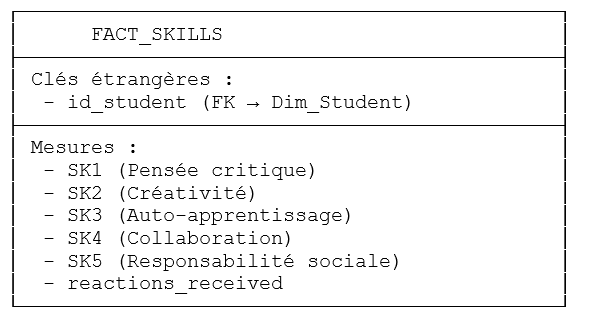 FACT_SKILLS
Clés étrangères :
- id_student (FK → Dim_Student)
Mesures :
- SK1 (Pensée critique)
- SK2 (Créativité)
- SK3 (Auto-apprentissage)
- SK4 (Collaboration)
- SK5 (Responsabilité sociale)
- reactions_received